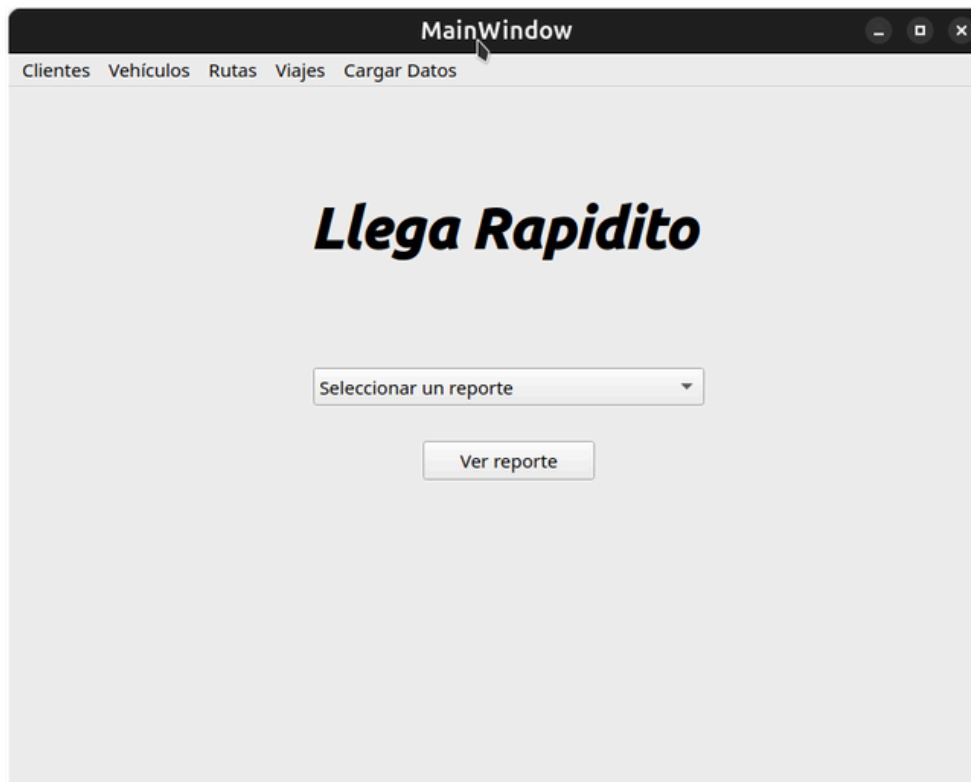 MainWindow
Clientes Vehículos Rutas Viajes Cargar Datos
Llega Rapidito
Seleccionar un reporte
Ver reporte